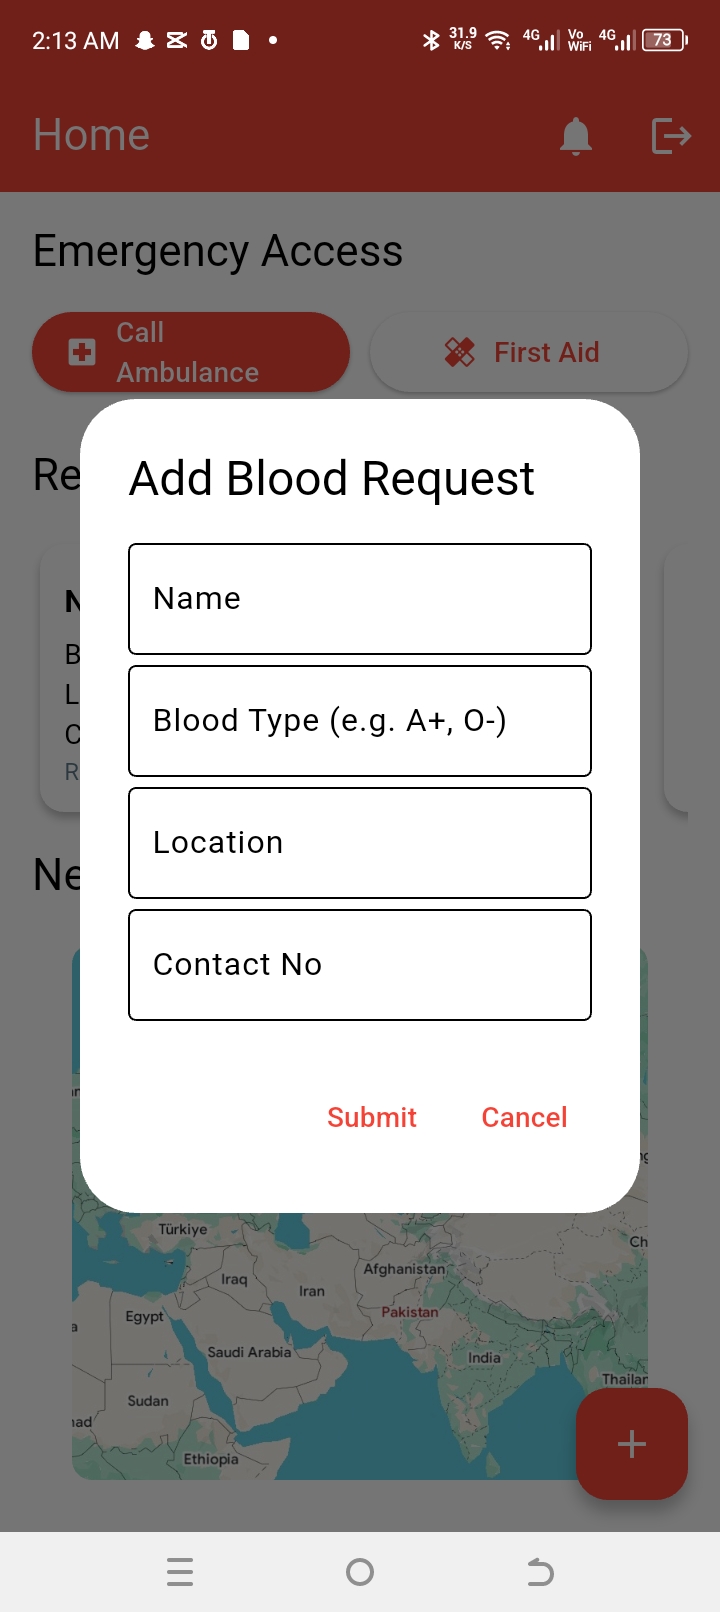 2:13 AM
31.9
K/S
4G
Vo
WiFi
4G
73
Home
Emergency Access
Call
Ambulance
First Aid
Re
Add Blood Request
N
Name
B
L
C
R
Blood Type (e.g. A+, O-)
Location
Ne
Contact No
Submit
Cancel
Türkiye
Ch
Iraq
Iran
Afghanistan
Egypt
Pakistan
Saudi Arabia
India
Sudan
Thailan
had
Ethiopia